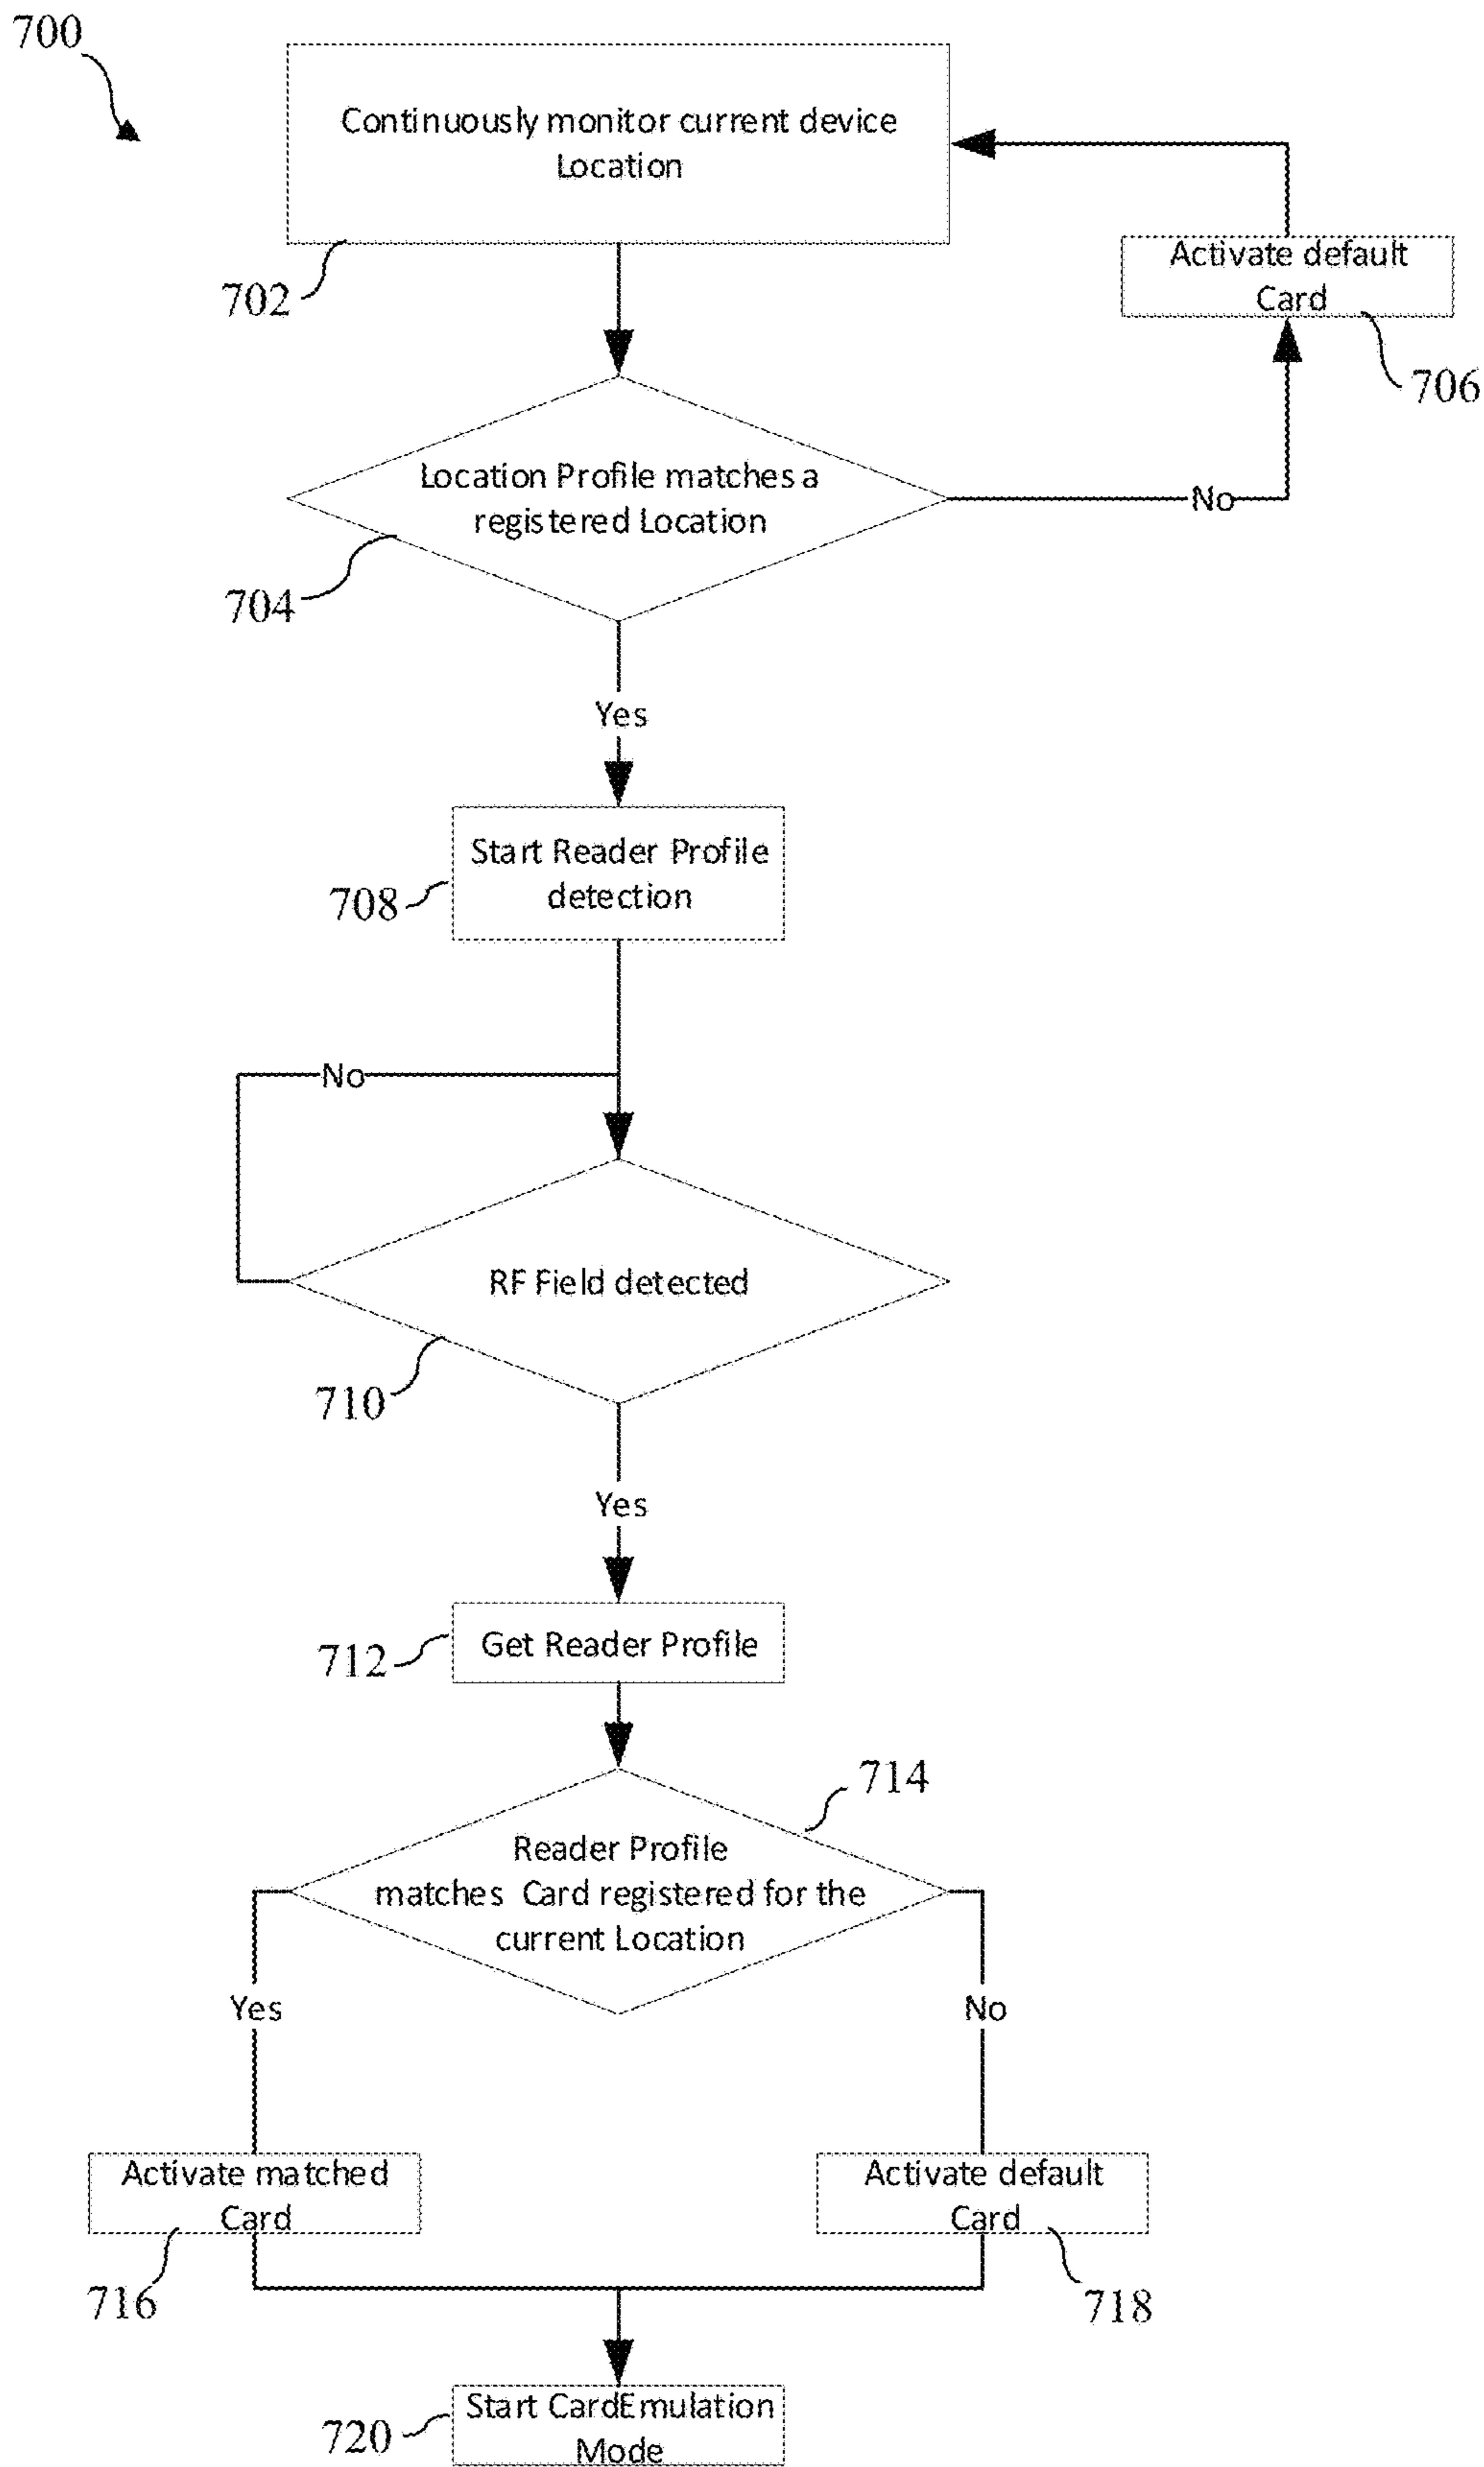 700
Continuously monitor current device
Location
702
Activate default
Card
706
Location Profile matches a
registered Location
No
704
Yes
Start Reader Profile
detection
708
No
RF Field detected
710
Yes
Get Reader Profile
712
714
Reader Profile
matches Card registered for the
current Location
Yes
No
Activate matched
Card
Activate default
Card
716
718
Start CardEmulation
Mode
720